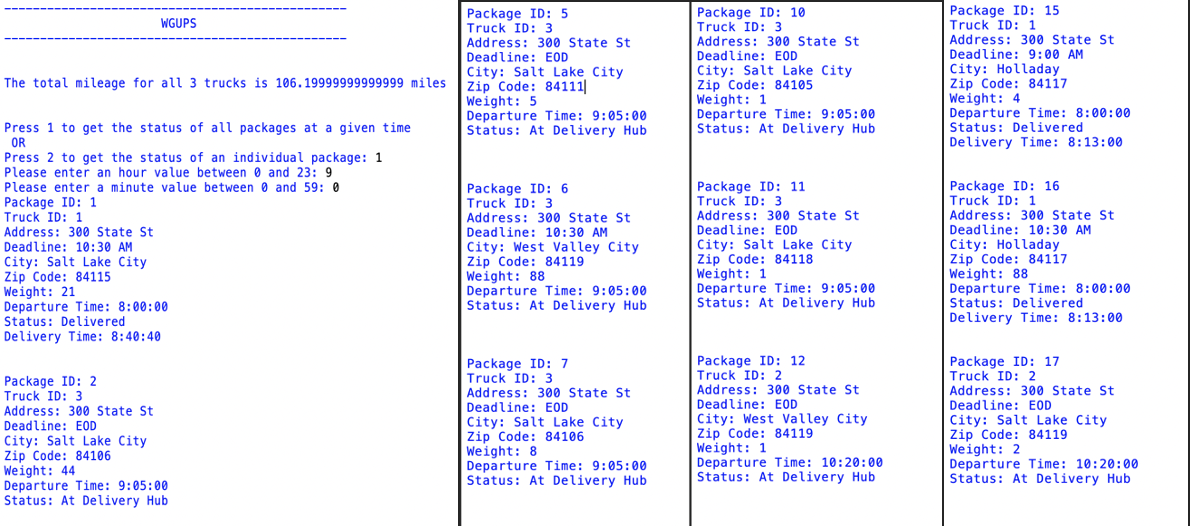 ------------------------------------------------
WGUPS
------------------------------------------------
The total mileage for all 3 trucks is 106.19999999999999 miles
Press 1 to get the status of all packages at a given time
OR
Press 2 to get the status of an individual package: 1
Please enter an hour value between 0 and 23: 9
Please enter a minute value between 0 and 59: 0
Package ID: 1
Truck ID: 1
Address: 300 State St
Deadline: 10:30 AM
City: Salt Lake City
Zip Code: 84115
Weight: 21
Departure Time: 8:00:00
Status: Delivered
Delivery Time: 8:40:40
Package ID: 2
Truck ID: 3
Address: 300 State St
Deadline: EOD
City: Salt Lake City
Zip Code: 84106
Weight: 44
Departure Time: 9:05:00
Status: At Delivery Hub
Package ID: 5
Truck ID: 3
Address: 300 State St
Deadline: EOD
City: Salt Lake City
Zip Code: 84111
Weight: 5
Departure Time: 9:05:00
Status: At Delivery Hub
Package ID: 6
Truck ID: 3
Address: 300 State St
Deadline: 10:30 AM
City: West Valley City
Zip Code: 84119
Weight: 88
Departure Time: 9:05:00
Status: At Delivery Hub
Package ID: 7
Truck ID: 3
Address: 300 State St
Deadline: EOD
City: Salt Lake City
Zip Code: 84106
Weight: 8
Departure Time: 9:05:00
Status: At Delivery Hub
Package ID: 10
Truck ID: 3
Address: 300 State St
Deadline: EOD
City: Salt Lake City
Zip Code: 84105
Weight: 1
Departure Time: 9:05:00
Status: At Delivery Hub
Package ID: 11
Truck ID: 3
Address: 300 State St
Deadline: EOD
City: Salt Lake City
Zip Code: 84118
Weight: 1
Departure Time: 9:05:00
Status: At Delivery Hub
Package ID: 12
Truck ID: 2
Address: 300 State St
Deadline: EOD
City: West Valley City
Zip Code: 84119
Weight: 1
Departure Time: 10:20:00
Status: At Delivery Hub
Package ID: 15
Truck ID: 1
Address: 300 State St
Deadline: 9:00 AM
City: Holladay
Zip Code: 84117
Weight: 4
Departure Time: 8:00:00
Status: Delivered
Delivery Time: 8:13:00
Package ID: 16
Truck ID: 1
Address: 300 State St
Deadline: 10:30 AM
City: Holladay
Zip Code: 84117
Weight: 88
Departure Time: 8:00:00
Status: Delivered
Delivery Time: 8:13:00
Package ID: 17
Truck ID: 2
Address: 300 State St
Deadline: EOD
City: Salt Lake City
Zip Code: 84119
Weight: 2
Departure Time: 10:20:00
Status: At Delivery Hub